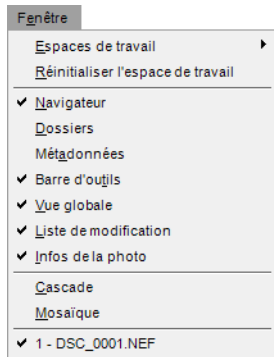 Fenêtre
Espaces de travail
Réinitialiser l'espace de travail
Navigateur
Dossiers
Métadonnées
Barre d'outils
Vue globale
Liste de modification
Infos de la photo
Cascade
Mosaïque
1 - DSC_0001.NEF